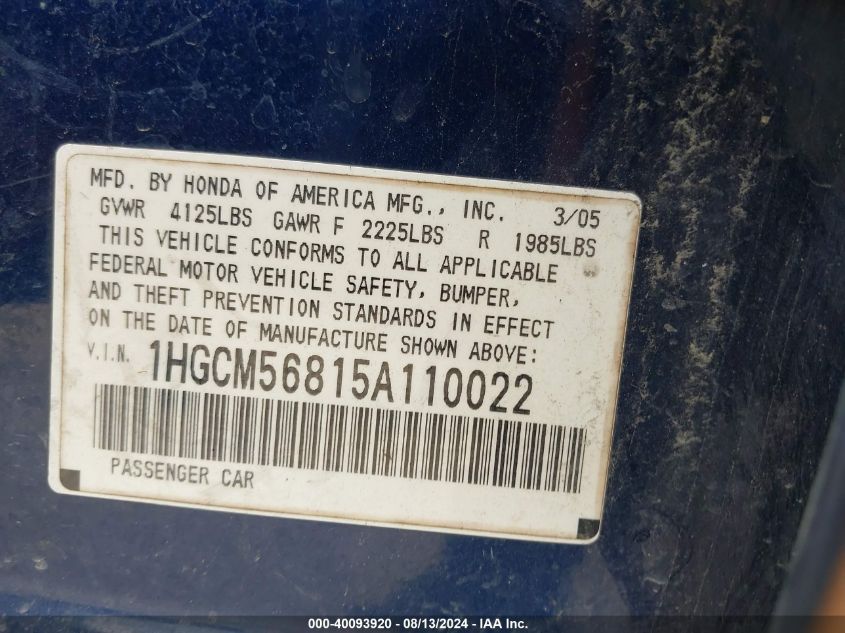 MFD. BY HONDA OF AMERICA MFG., INC. 3/05
GVWR 4125LBS GAWR F 2225LBS R 1985LBS
THIS VEHICLE CONFORMS TO ALL APPLICABLE
FEDERAL MOTOR VEHICLE SAFETY, BUMPER,
AND THEFT PREVENTION STANDARDS IN EFFECT
ON THE DATE OF MANUFACTURE SHOWN ABOVE:
V.I.N. 1HGCM56815A110022
PASSENGER CAR
000-40093920 - 08/13/2024 - IAA Inc.